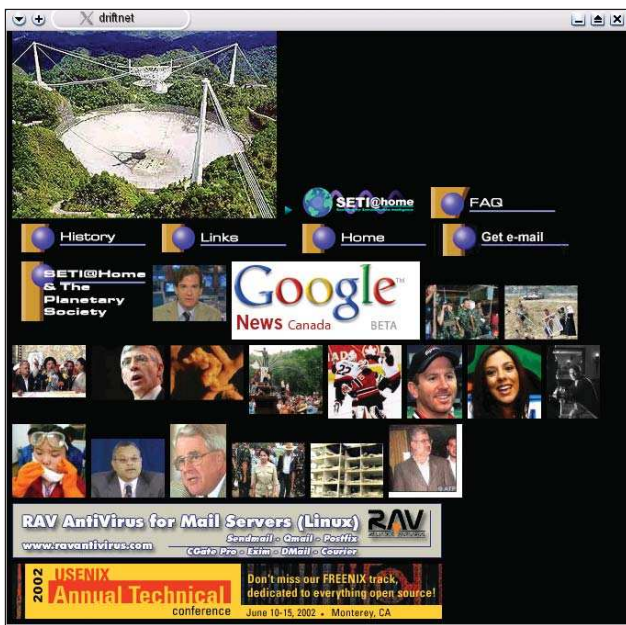 driftnet
SETI@home
FAQ
History
Links
Home
Get e-mail
SETI@Home
& The
Planetary
Society
Google™
News Canada BETA
RAV AntiVirus for Mail Servers (Linux)
RAV
Sendmail - Qmail - Postfix
www.ravantivirus.com
CGate Pro - Exim - DMail - Courier
2002
USENIX
Annual Technical
conference
Don't miss our FREENIX track,
dedicated to everything open source!
June 10-15, 2002 • Monterey, CA